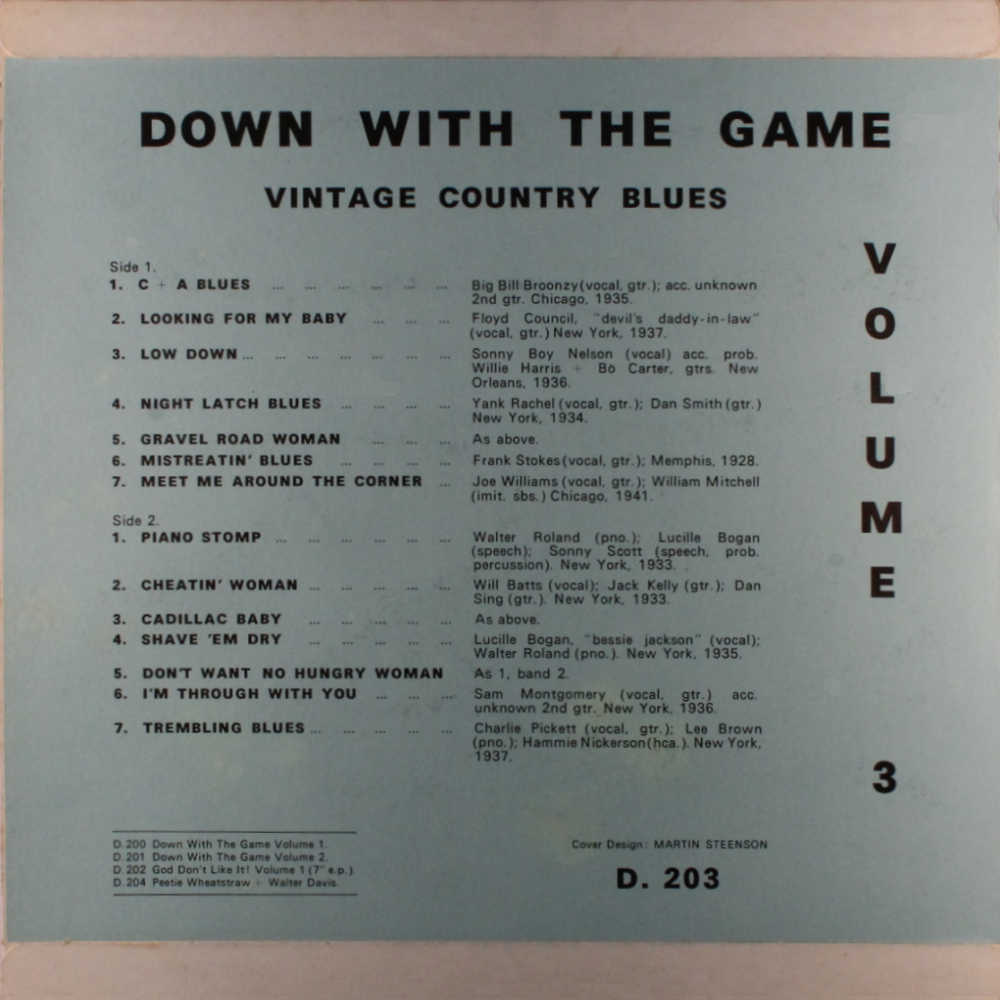 DOWN WITH THE GAME
VINTAGE COUNTRY BLUES
VOLUME 3
Side 1.
1. C + A BLUES ... ... ... ... ... ... Big Bill Broonzy (vocal, gtr.); acc. unknown
2nd gtr. Chicago, 1935.
2. LOOKING FOR MY BABY ... ... ... Floyd Council, "devil's daddy-in-law"
(vocal, gtr.) New York, 1937.
3. LOW DOWN ... ... ... ... ... ... ... Sonny Boy Nelson (vocal) acc. prob.
Willie Harris + Bo Carter, gtrs. New
Orleans, 1936.
4. NIGHT LATCH BLUES ... ... ... ... Yank Rachel (vocal, gtr.); Dan Smith (gtr.)
New York, 1934.
5. GRAVEL ROAD WOMAN ... ... ... As above.
6. MISTREATIN' BLUES ... ... ... ... Frank Stokes (vocal, gtr.); Memphis, 1928.
7. MEET ME AROUND THE CORNER ... Joe Williams (vocal, gtr.); William Mitchell
(imit. sbs.) Chicago, 1941.
Side 2.
1. PIANO STOMP ... ... ... ... ... ... Walter Roland (pno.); Lucille Bogan
(speech); Sonny Scott (speech, prob.
percussion). New York, 1933.
2. CHEATIN' WOMAN ... ... ... ... ... Will Batts (vocal); Jack Kelly (gtr.); Dan
Sing (gtr.). New York, 1933.
3. CADILLAC BABY ... ... ... ... ... As above.
4. SHAVE 'EM DRY ... ... ... ... ... Lucille Bogan, "bessie jackson" (vocal);
Walter Roland (pno.). New York, 1935.
5. DON'T WANT NO HUNGRY WOMAN As 1, band 2.
6. I'M THROUGH WITH YOU ... ... ... Sam Montgomery (vocal, gtr.) acc.
unknown 2nd gtr. New York, 1936.
7. TREMBLING BLUES ... ... ... ... ... Charlie Pickett (vocal, gtr.); Lee Brown
(pno.); Hammie Nickerson (hca.). New York,
1937.
D.200 Down With The Game Volume 1.
D.201 Down With The Game Volume 2.
D.202 God Don't Like It! Volume 1 (7" e.p.).
D.204 Peetie Wheatstraw + Walter Davis.
Cover Design: MARTIN STEENSON
D. 203